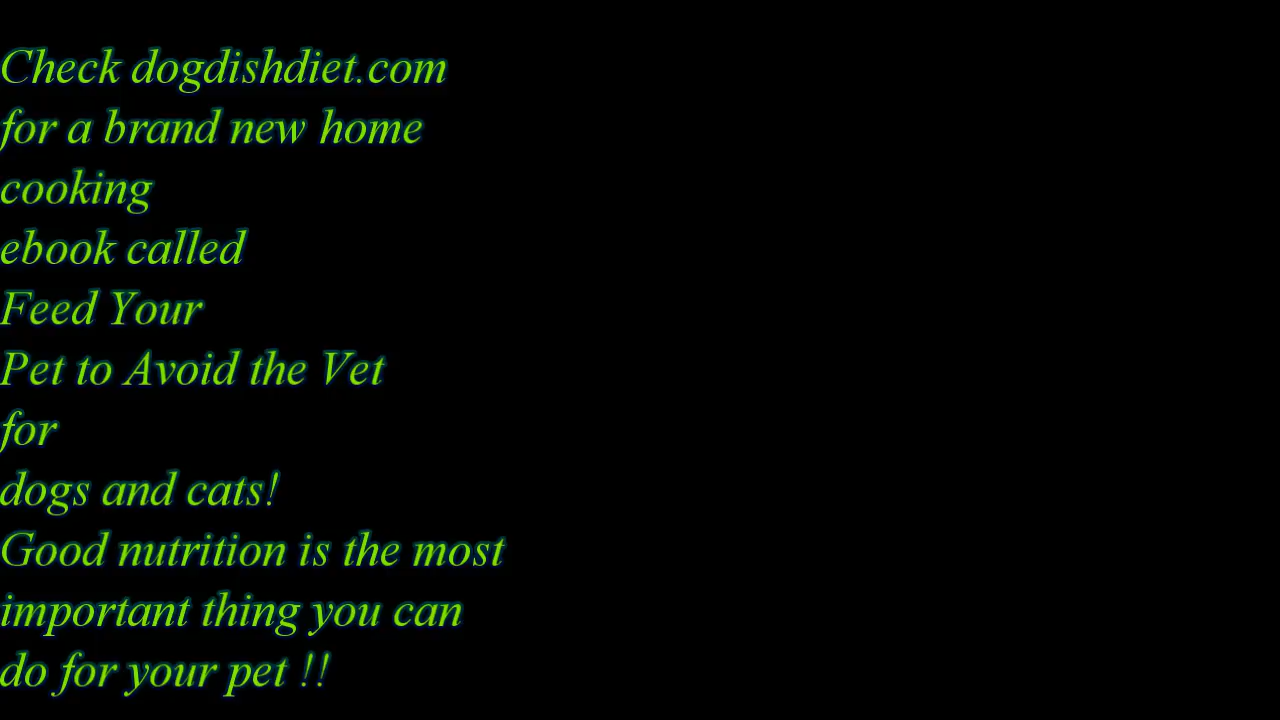 Check dogdishdiet.com
for a brand new home
cooking
ebook called
Feed Your
Pet to Avoid the Vet
for
dogs and cats!
Good nutrition is the most
important thing you can
do for your pet !!